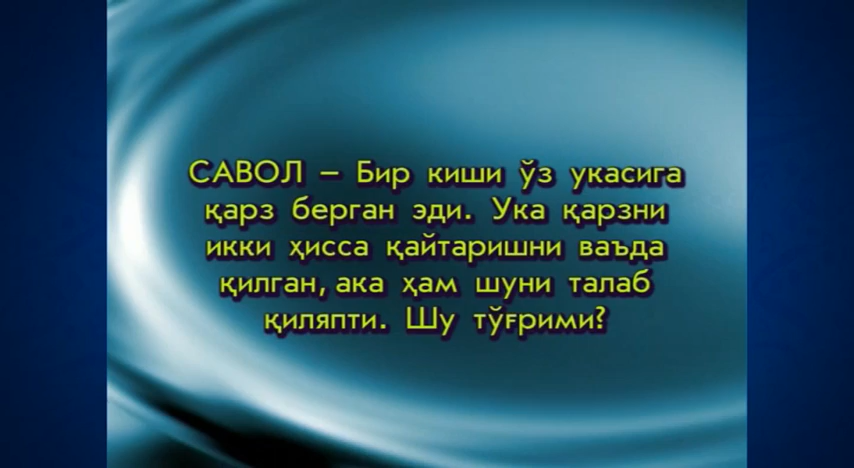 САВОЛ – Бир киши ўз укасига
қарз берган эди. Ука қарзни
икки ҳисса қайтаришни ваъда
қилган, ака ҳам шуни талаб
қиляпти. Шу тўғрими?